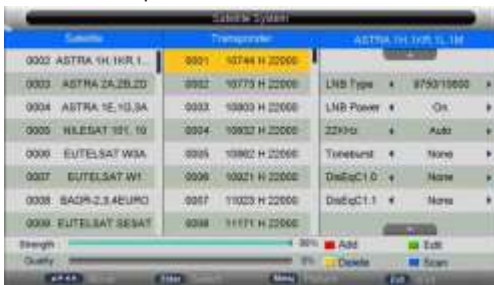 Satellite System
Satellite Transponder ASTRA 1H,1KR,1L,1M
0002 ASTRA 1H,1KR,1... 0001 10744 H 22000
0003 ASTRA 2A,2B,2D 0002 10773 H 22000 LNB Type 9750/10600
0004 ASTRA 1E,1G,3A 0003 10803 H 22000 LNB Power On
0005 NILESAT 101, 10 0004 10832 H 22000 22KHz Auto
0006 EUTELSAT W3A 0005 10862 H 22000 Toneburst None
0007 EUTELSAT W1 0006 10921 H 22000 DisEqC1.0 None
0008 BADR-2,3,4EURO 0007 11023 H 22000 DisEqC1.1 None
0009 EUTELSAT SESAT 0008 11171 H 22000
Strength Add Edit
Quality Delete Scan
Enter Menu Exit